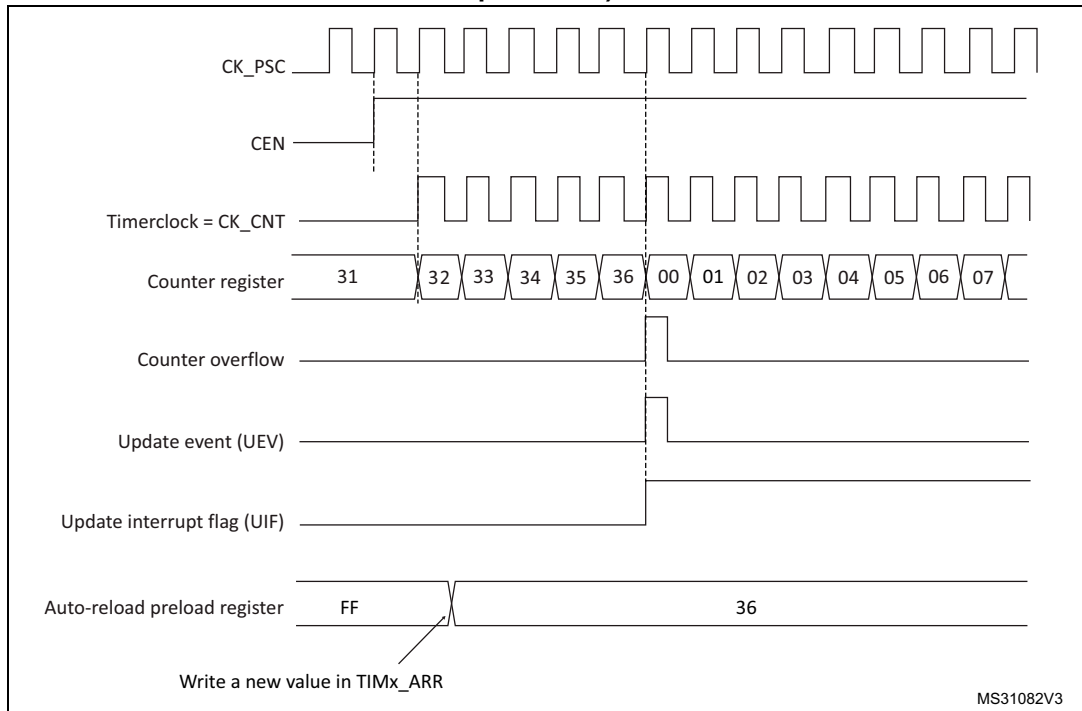 CK_PSC
CEN
Timerclock = CK_CNT
Counter register 31 32 33 34 35 36 00 01 02 03 04 05 06 07
Counter overflow
Update event (UEV)
Update interrupt flag (UIF)
Auto-reload preload register FF 36
Write a new value in TIMx_ARR
MS31082V3